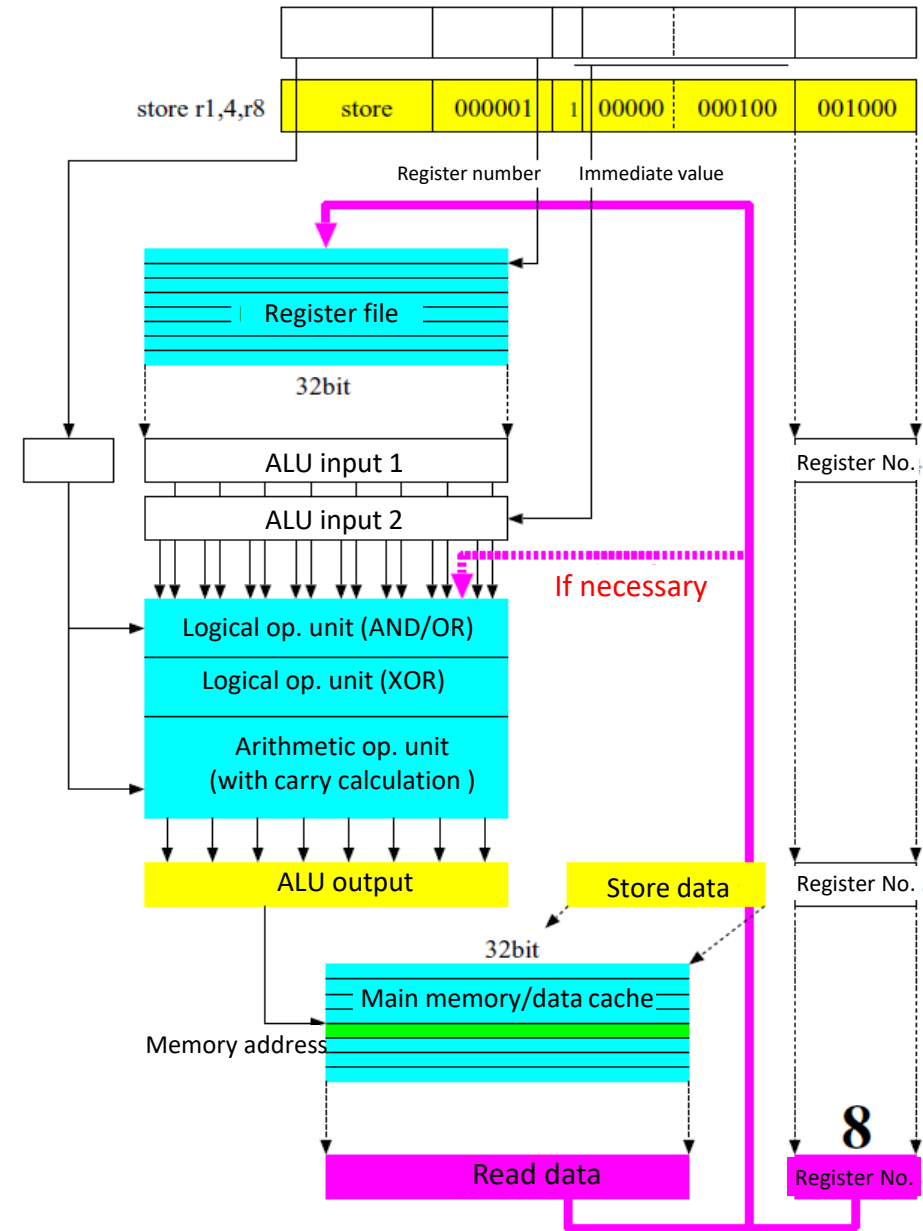 store r1,4,r8 store 000001 1 00000 000100 001000
Register number Immediate value
Register file
32bit
ALU input 1
Register No.
ALU input 2
If necessary
Logical op. unit (AND/OR)
Logical op. unit (XOR)
Arithmetic op. unit
(with carry calculation )
ALU output
Store data
Register No.
32bit
Main memory/data cache
Memory address
8
Read data
Register No.